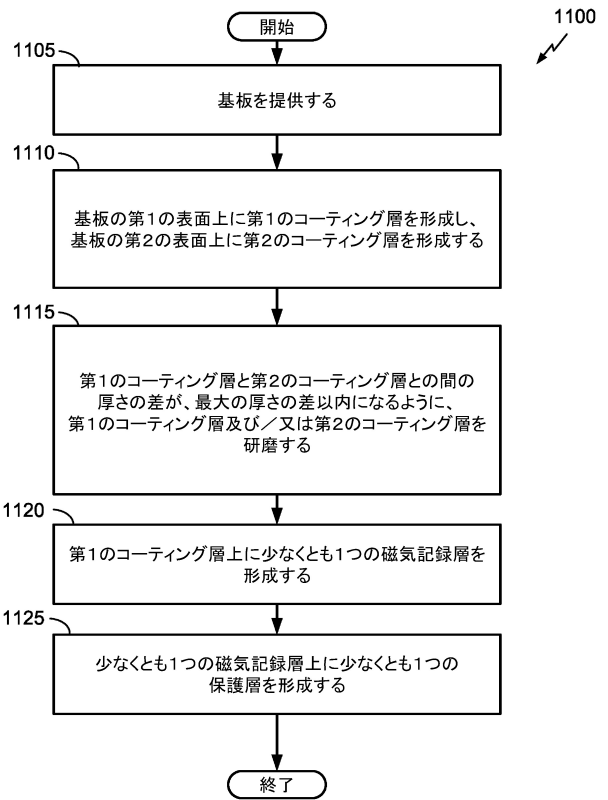 1100
開始
1105
基板を提供する
1110
基板の第１の表面上に第１のコーティング層を形成し、
基板の第２の表面上に第２のコーティング層を形成する
1115
第１のコーティング層と第２のコーティング層との間の
厚さの差が、最大の厚さの差以内になるように、
第１のコーティング層及び／又は第２のコーティング層を
研磨する
1120
第１のコーティング層上に少なくとも１つの磁気記録層を
形成する
1125
少なくとも１つの磁気記録層上に少なくとも１つの
保護層を形成する
終了